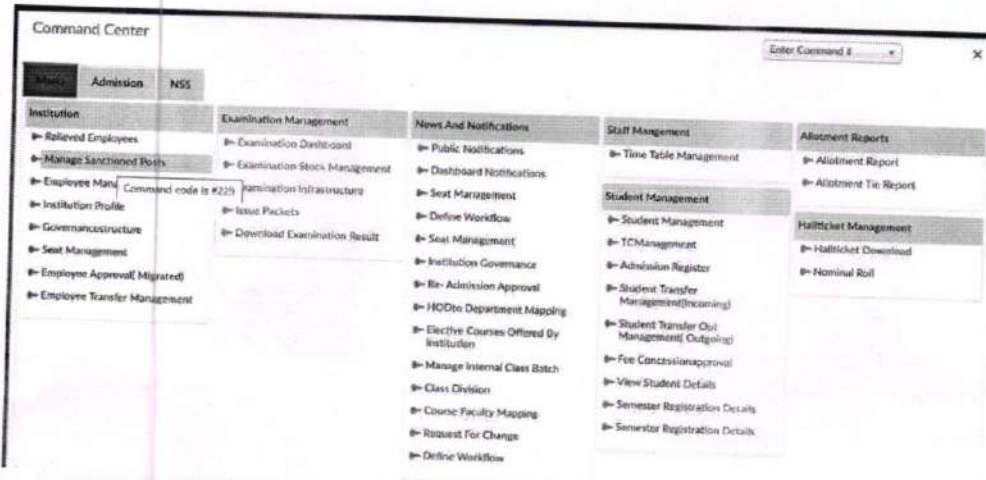 Command Center
Enter Command #
Admission
NSS
Institution
Relieved Employees
Manage Sanctioned Posts
Employee Mana
Command code is #229
Institution Profile
Governancestructure
Seat Management
Employee Approval( Migrated)
Employee Transfer Management
Examination Management
Examination Dashboard
Examination Stock Management
xamination Infrastructure
Issue Packets
Download Examination Result
News And Notifications
Public Notifications
Dashboard Notifications
Seat Management
Define Workflow
Seat Management
Institution Governance
Re- Admission Approval
HODto Department Mapping
Elective Courses Offered By
Institution
Manage Internal Class Batch
Class Division
Course Faculty Mapping
Request For Change
Define Workflow
Staff Mangement
Time Table Management
Student Management
Student Management
TCManagement
Admission Register
Student Transfer
Management(Incoming)
Student Transfer Out
Management( Outgoing)
Fee Concessionapproval
View Student Details
Semester Registration Details
Semester Registration Details
Allotment Reports
Allotment Report
Allotment Tie Report
Hallticket Management
Hallticket Download
Nominal Roll